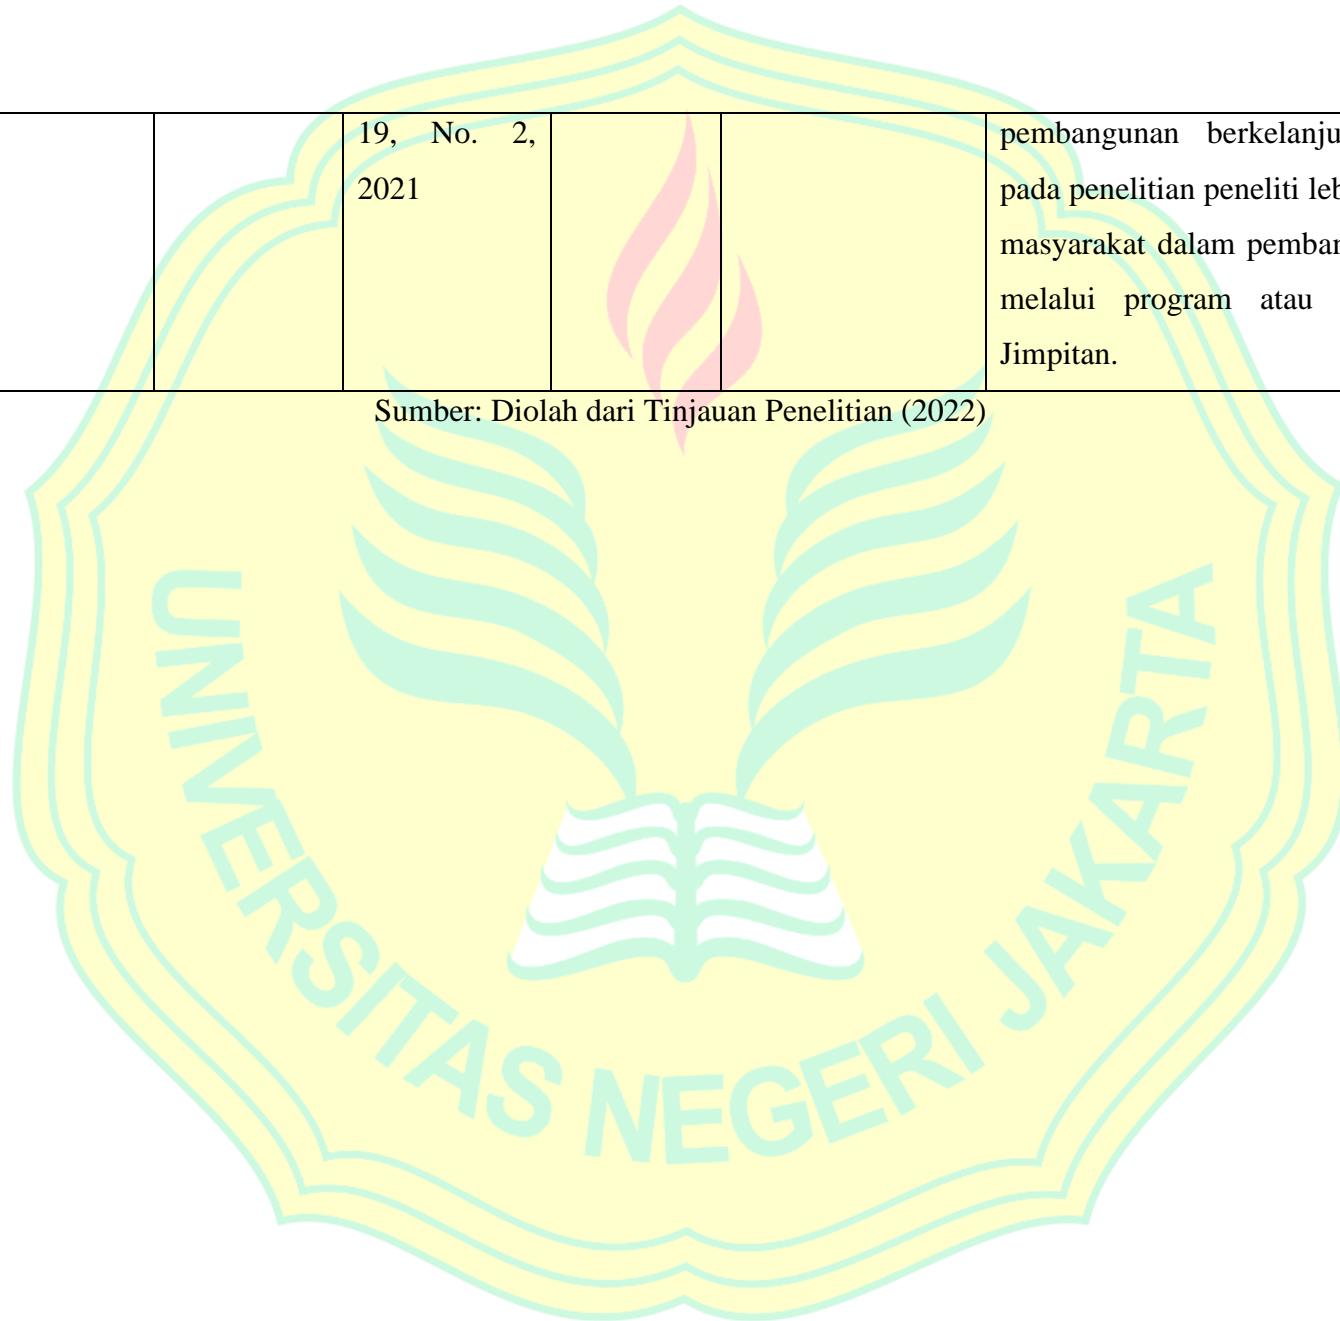 19, No. 2,
2021
pembangunan berkelanju
pada penelitian peneliti leb
masyarakat dalam pemban
melalui program atau
Jimpitan.
Sumber: Diolah dari Tinjauan Penelitian (2022)
UNIVERSITAS NEGERI JAKARTA